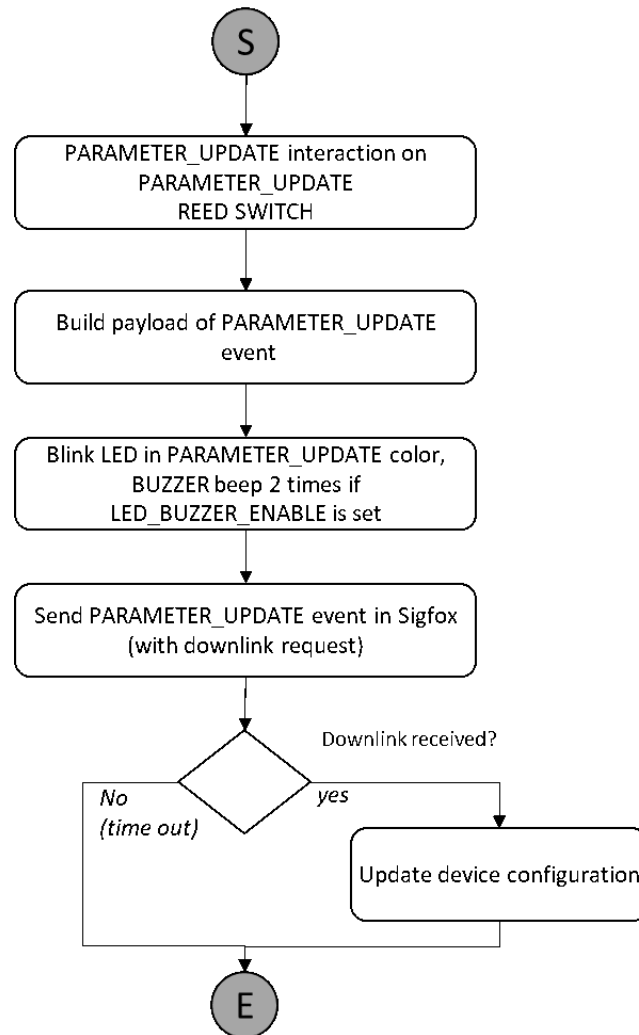 S
PARAMETER_UPDATE interaction on
PARAMETER_UPDATE
REED SWITCH
Build payload of PARAMETER_UPDATE
event
Blink LED in PARAMETER_UPDATE color,
BUZZER beep 2 times if
LED_BUZZER_ENABLE is set
Send PARAMETER_UPDATE event in Sigfox
(with downlink request)
Downlink received?
No
(time out)
yes
Update device configuration
E